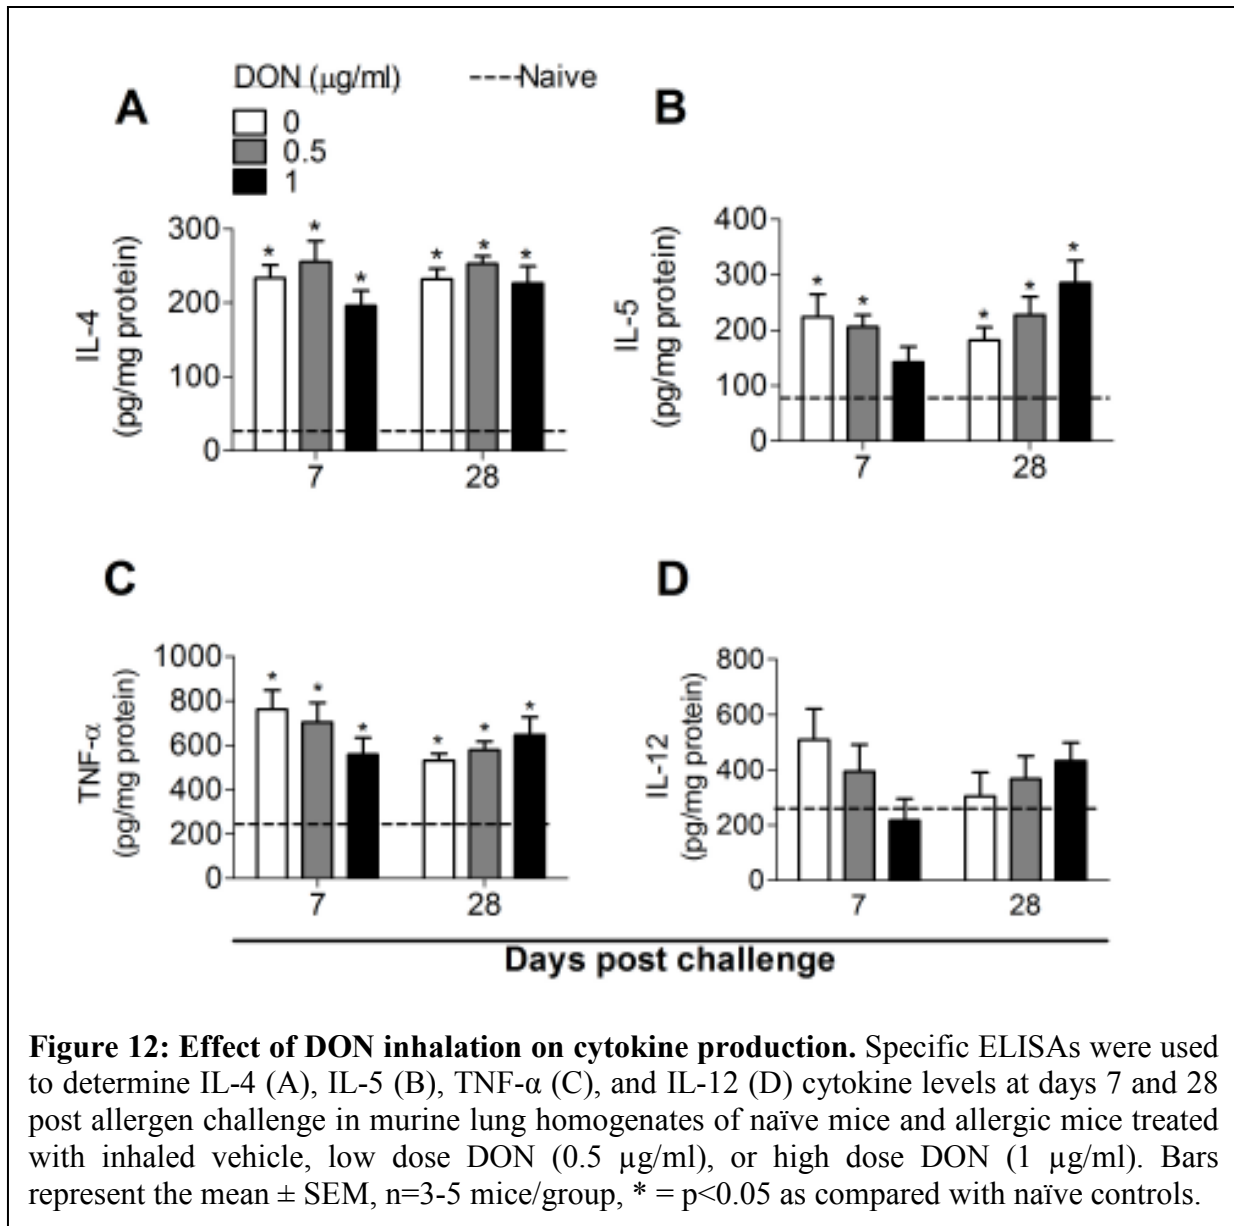 DON (µg/ml)
----Naive
A
0
0.5
1
B
300
200
100
0
IL-4
(pg/mg protein)
*
*
*
*
*
*
7
28
400
300
200
100
0
IL-5
(pg/mg protein)
*
*
*
*
*
7
28
C
1000
800
600
400
200
0
TNF-α
(pg/mg protein)
*
*
*
*
*
*
7
28
D
800
600
400
200
0
IL-12
(pg/mg protein)
7
28
Days post challenge
Figure 12: Effect of DON inhalation on cytokine production. Specific ELISAs were used
to determine IL-4 (A), IL-5 (B), TNF-α (C), and IL-12 (D) cytokine levels at days 7 and 28
post allergen challenge in murine lung homogenates of naïve mice and allergic mice treated
with inhaled vehicle, low dose DON (0.5 µg/ml), or high dose DON (1 µg/ml). Bars
represent the mean ± SEM, n=3-5 mice/group, * = p<0.05 as compared with naïve controls.